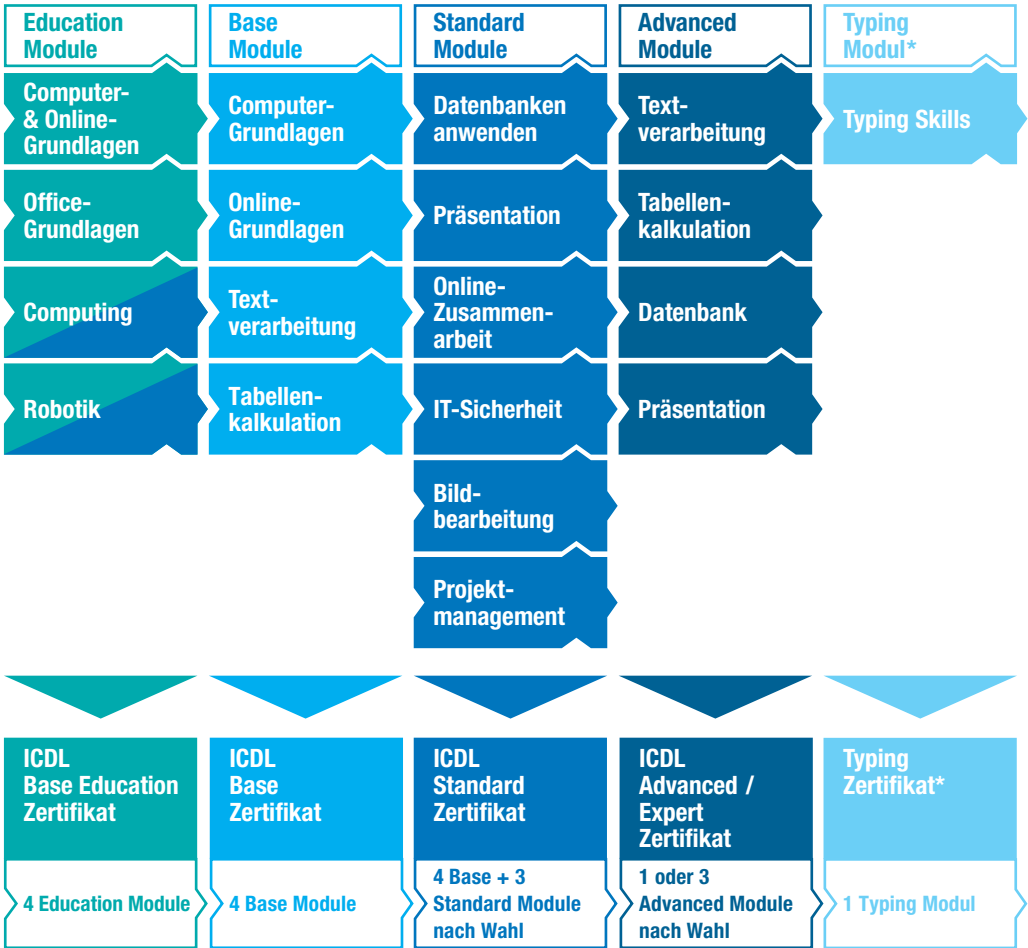 Education
Module
Base
Module
Standard
Module
Advanced
Module
Typing
Modul*
Computer-
& Online-
Grundlagen
Computer-
Grundlagen
Datenbanken
anwenden
Text-
verarbeitung
Typing Skills
Office-
Grundlagen
Online-
Grundlagen
Präsentation
Tabellen-
kalkulation
Computing
Text-
verarbeitung
Online-
Zusammen-
arbeit
Datenbank
Robotik
Tabellen-
kalkulation
IT-Sicherheit
Präsentation
Bild-
bearbeitung
Projekt-
management
ICDL
Base Education
Zertifikat
ICDL
Base
Zertifikat
ICDL
Standard
Zertifikat
ICDL
Advanced /
Expert
Zertifikat
Typing
Zertifikat*
4 Education Module
4 Base Module
4 Base + 3
Standard Module
nach Wahl
1 oder 3
Advanced Module
nach Wahl
1 Typing Modul